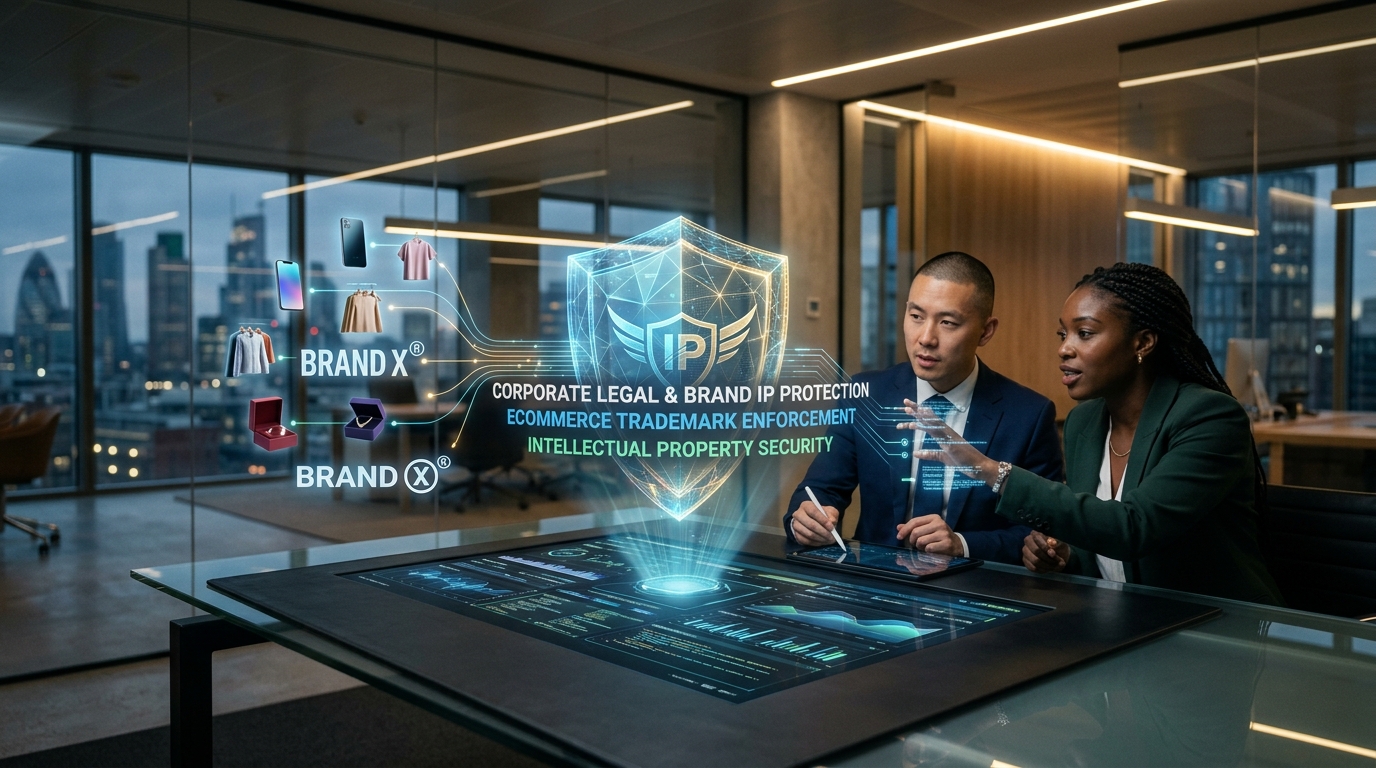 IP
BRAND X®
CORPORATE LEGAL & BRAND IP PROTECTION
ECOMMERCE TRADEMARK ENFORCEMENT
INTELLECTUAL PROPERTY SECURITY
BRAND Ⓧ®